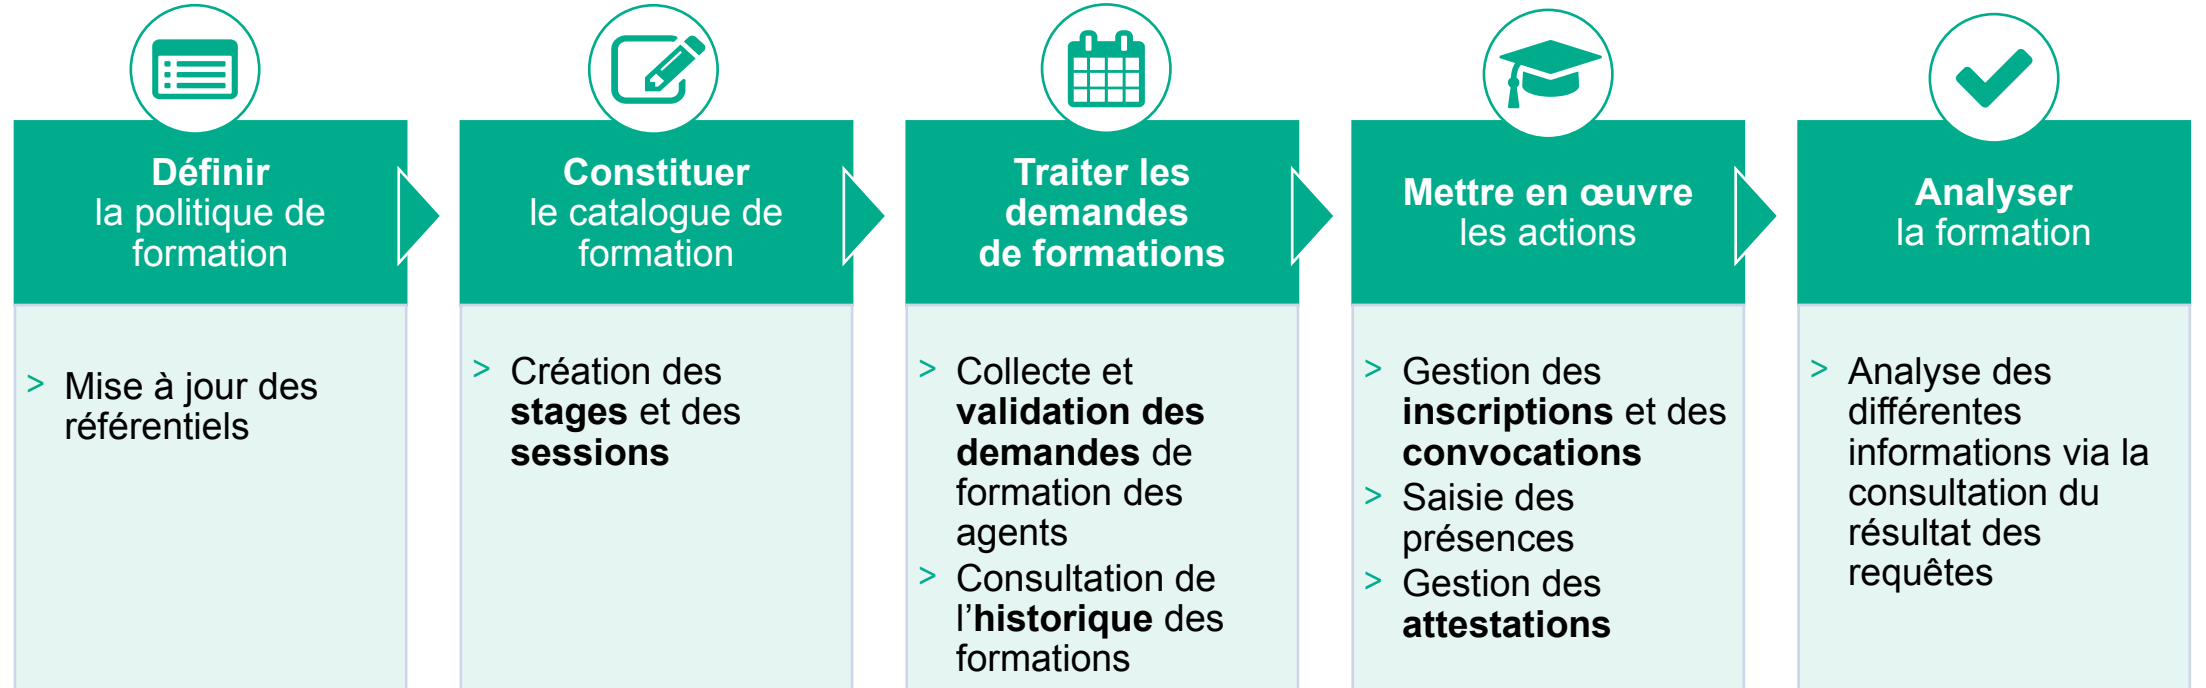 Définir
la politique de
formation
> Mise à jour des
référentiels
Constituer
le catalogue de
formation
> Création des
stages et des
sessions
Traiter les
demandes
de formations
> Collecte et
validation des
demandes de
formation des
agents
> Consultation de
l’historique des
formations
Mettre en œuvre
les actions
> Gestion des
inscriptions et des
convocations
> Saisie des
présences
> Gestion des
attestations
Analyser
la formation
> Analyse des
différentes
informations via la
consultation du
résultat des
requêtes